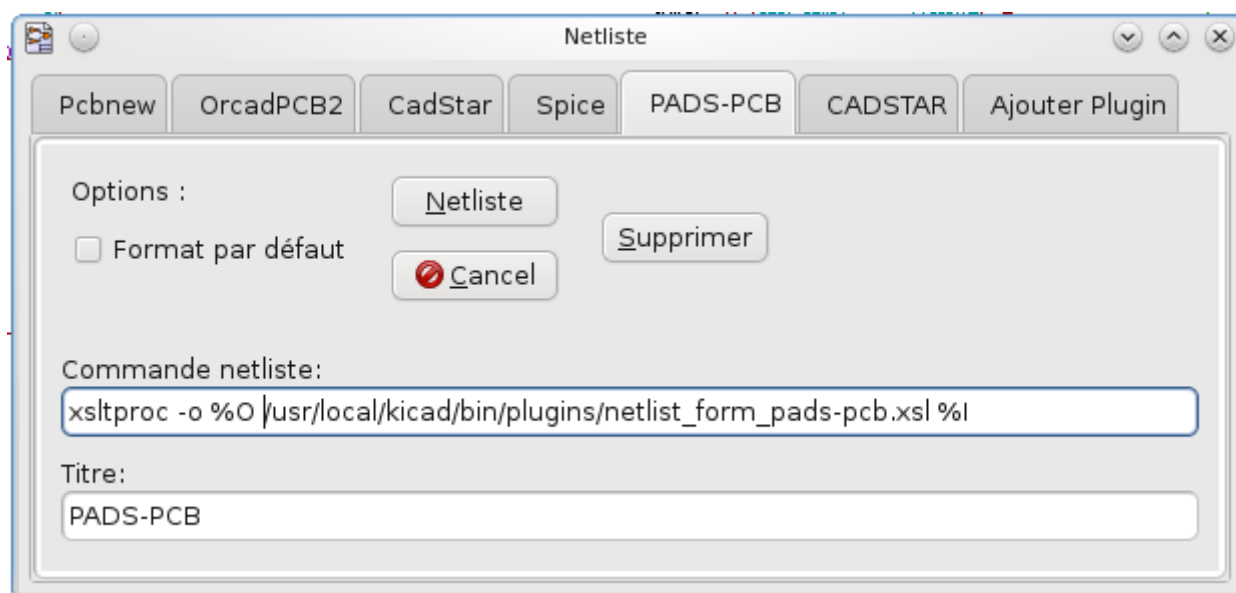 Netliste
Pcbnew OrcadPCB2 CadStar Spice PADS-PCB CADSTAR Ajouter Plugin
Options :
Netliste
Supprimer
Format par défaut
Cancel
Commande netliste:
xsltproc -o %O /usr/local/kicad/bin/plugins/netlist_form_pads-pcb.xsl %I
Titre:
PADS-PCB